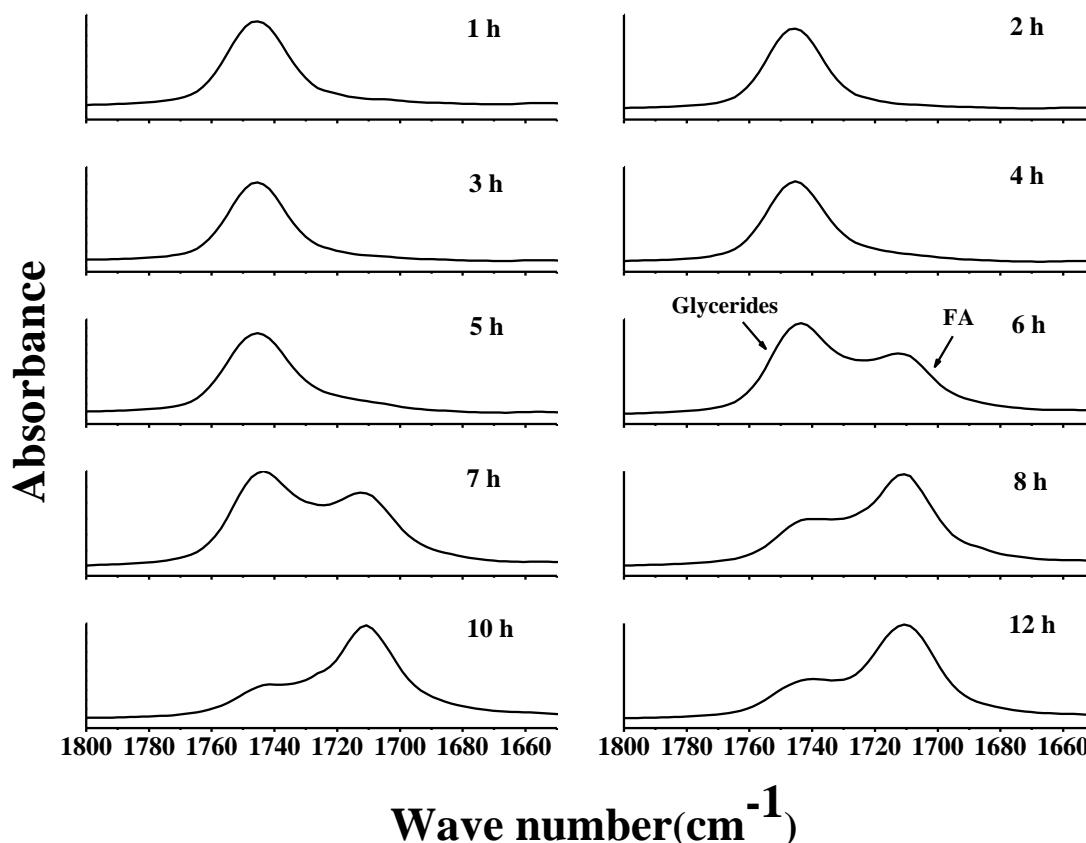 1 h
2 h
3 h
4 h
5 h
Glycerides
FA
6 h
7 h
8 h
10 h
12 h
1800 1780 1760 1740 1720 1700 1680 1660
1800 1780 1760 1740 1720 1700 1680 1660
Absorbance
Wave number(cm-1)